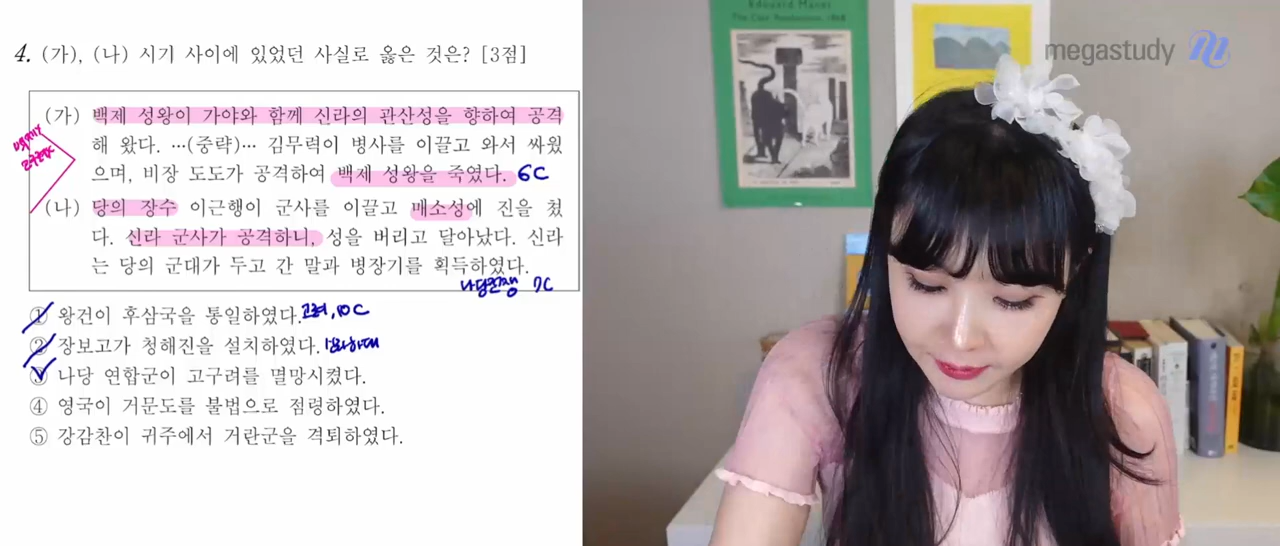 4. (가), (나) 시기 사이에 있었던 사실로 옳은 것은? [3점]
(가) 백제 성왕이 가야와 함께 신라의 관산성을 향하여 공격
해 왔다. …(중략)… 김무력이 병사를 이끌고 와서 싸웠
으며, 비장 도도가 공격하여 백제 성왕을 죽였다. 6C
(나) 당의 장수 이근행이 군사를 이끌고 매소성에 진을 쳤
다. 신라 군사가 공격하니, 성을 버리고 달아났다. 신라
는 당의 군대가 두고 간 말과 병장기를 획득하였다.
나당전쟁 7C
① 왕건이 후삼국을 통일하였다. 고려, 10C
② 장보고가 청해진을 설치하였다.
③ 나당 연합군이 고구려를 멸망시켰다.
④ 영국이 거문도를 불법으로 점령하였다.
⑤ 강감찬이 귀주에서 거란군을 격퇴하였다.
Edouard Manet
megastudy